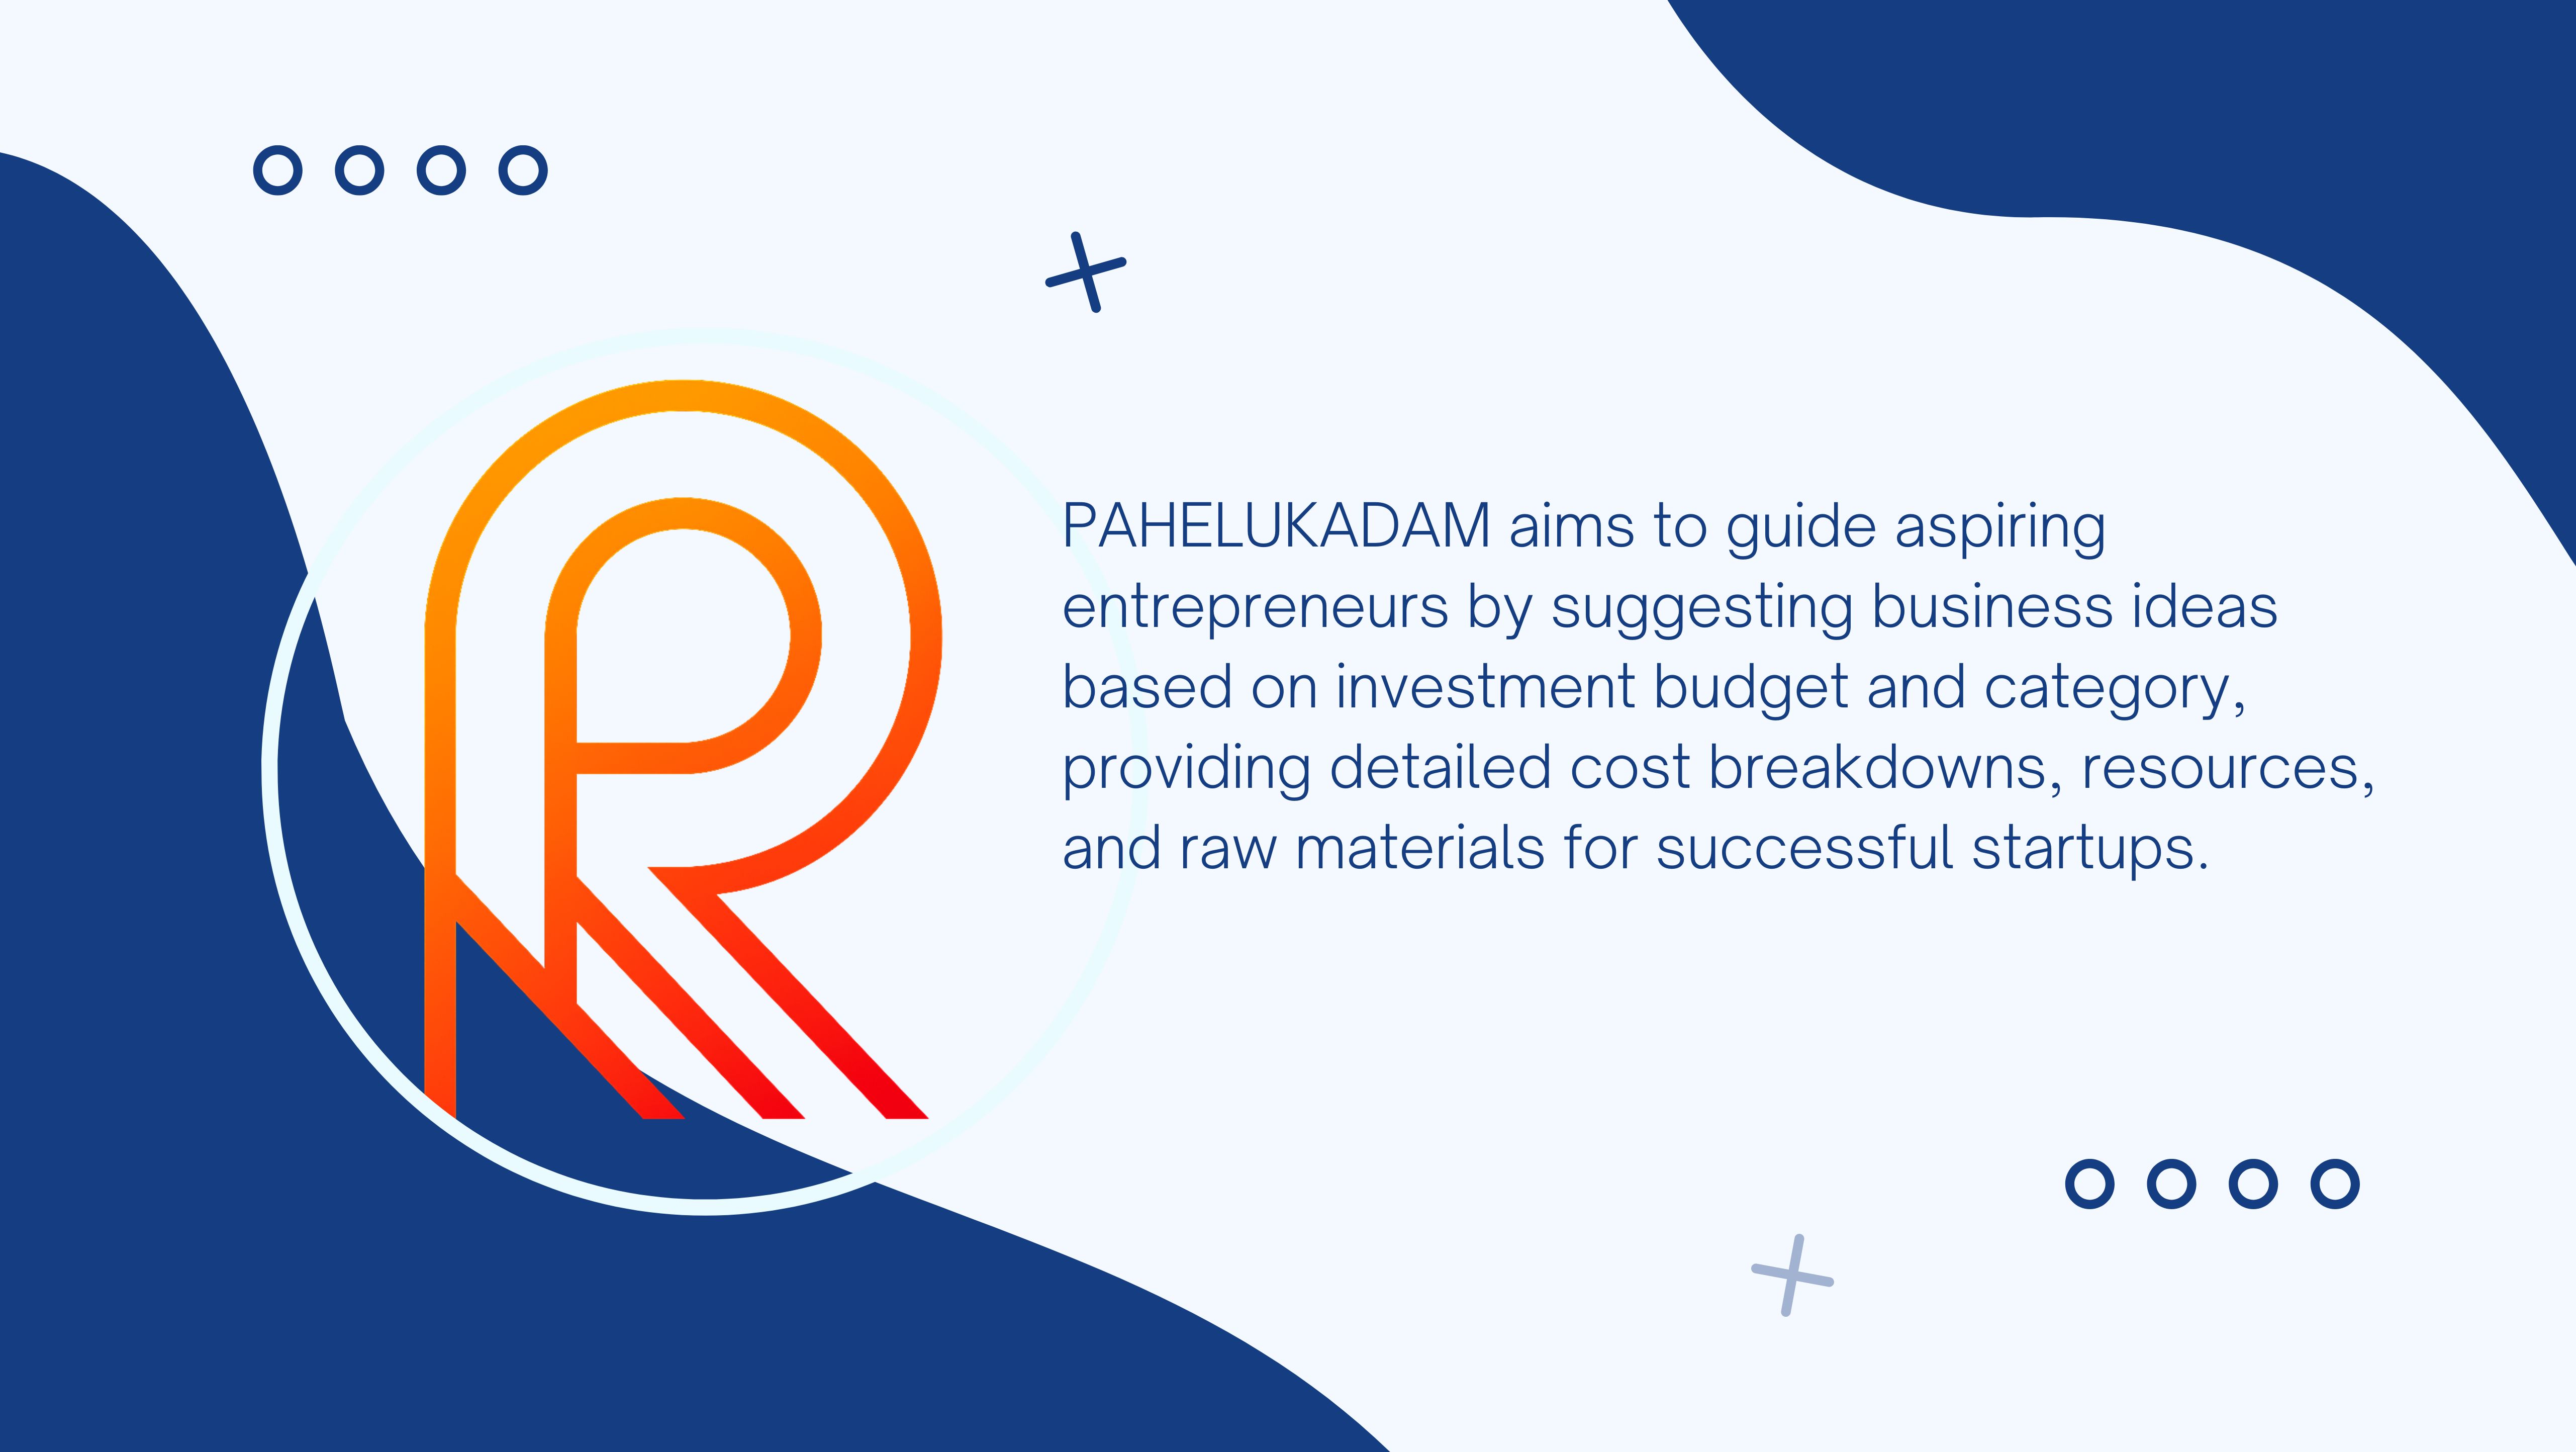 PAHELUKADAM aims to guide aspiring
entrepreneurs by suggesting business ideas
based on investment budget and category,
providing detailed cost breakdowns, resources,
and raw materials for successful startups.